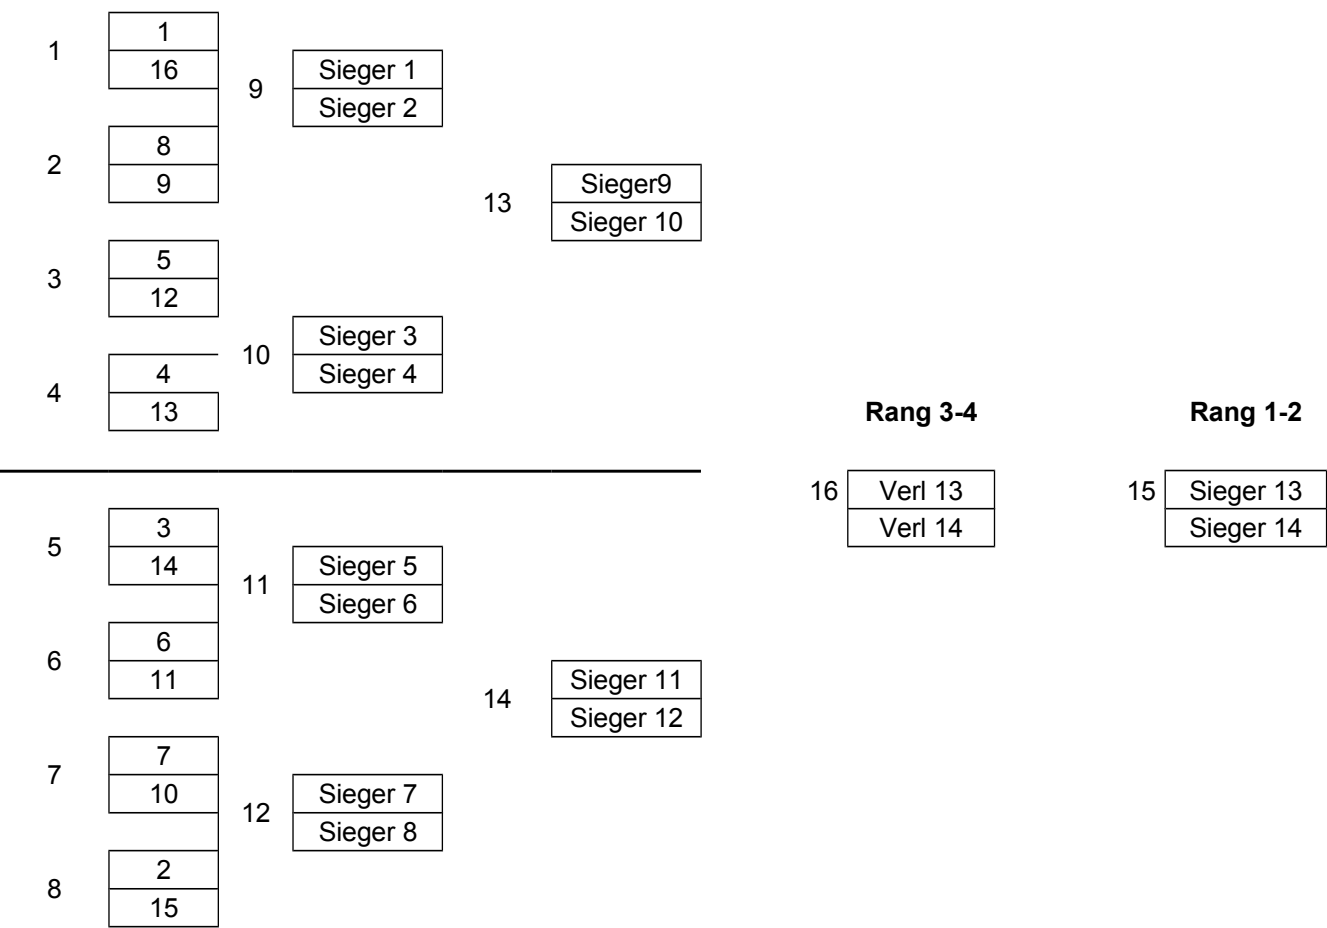 1
1
16
9
Sieger 1
Sieger 2
2
8
9
13
Sieger9
Sieger 10
3
5
12
10
Sieger 3
Sieger 4
4
4
13
Rang 3-4
Rang 1-2
16
Verl 13
Verl 14
15
Sieger 13
Sieger 14
5
3
14
11
Sieger 5
Sieger 6
6
6
11
14
Sieger 11
Sieger 12
7
7
10
12
Sieger 7
Sieger 8
8
2
15